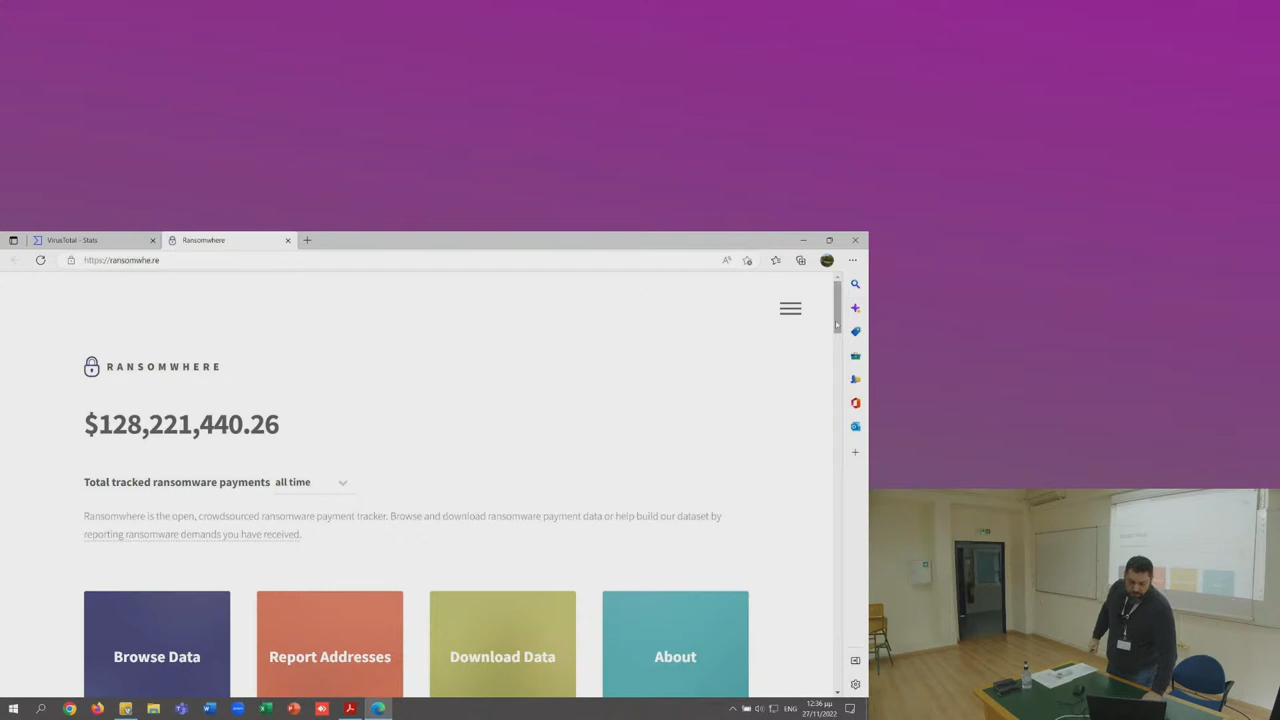 VirusTotal - Stats
Ransomwhere
https://ransomwhe.re
RANSOMWHERE
$128,221,440.26
Total tracked ransomware payments all time
Ransomwhere is the open, crowdsourced ransomware payment tracker. Browse and download ransomware payment data or help build our dataset by
reporting ransomware demands you have received.
Browse Data
Report Addresses
Download Data
About
ENG
12:36 μμ
27/11/2022